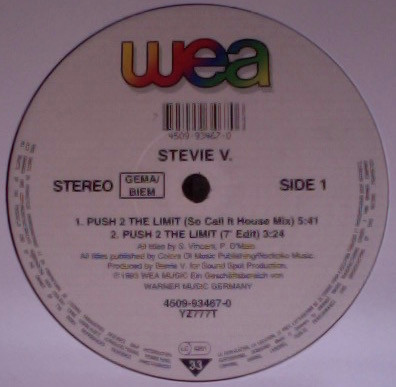 wea
4509-93467-0
STEVIE V.
STEREO
GEMA/
BIEM
SIDE 1
1. PUSH 2 THE LIMIT (So Call It House Mix) 5:41
2. PUSH 2 THE LIMIT (7' Edit) 3:24
All titles by S. Vincent,
All titles published by Colors Of Music Publishing/
Produced by Stevie V. for Sound Spot Production.
WEA MUSIC Ein Geschäftsbereich von
WARNER MUSIC GERMANY
4509-93467-0
YZ777T
33